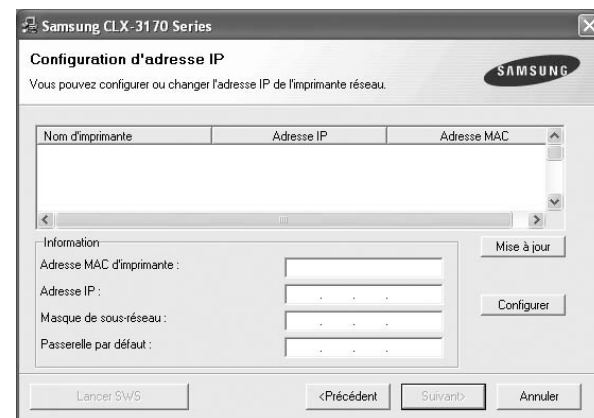 Samsung CLX-3170 Series
Configuration d'adresse IP
Vous pouvez configurer ou changer l'adresse IP de l'imprimante réseau.
SAMSUNG
Nom d'imprimante Adresse IP Adresse MAC
Information
Mise à jour
Adresse MAC d'imprimante :
Adresse IP :
Configurer
Masque de sous-réseau :
Passerelle par défaut :
Lancer SWS <Précédent Suivant> Annuler